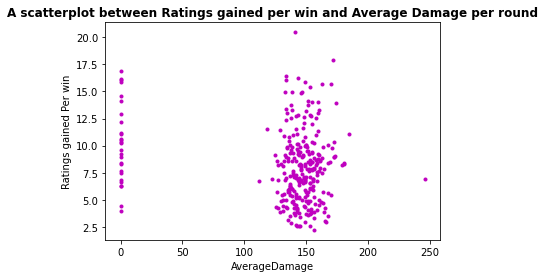 A scatterplot between Ratings gained per win and Average Damage per round
20.0
17.5
15.0
12.5
10.0
7.5
5.0
2.5
Ratings gained Per win
0 50 100 150 200 250
AverageDamage